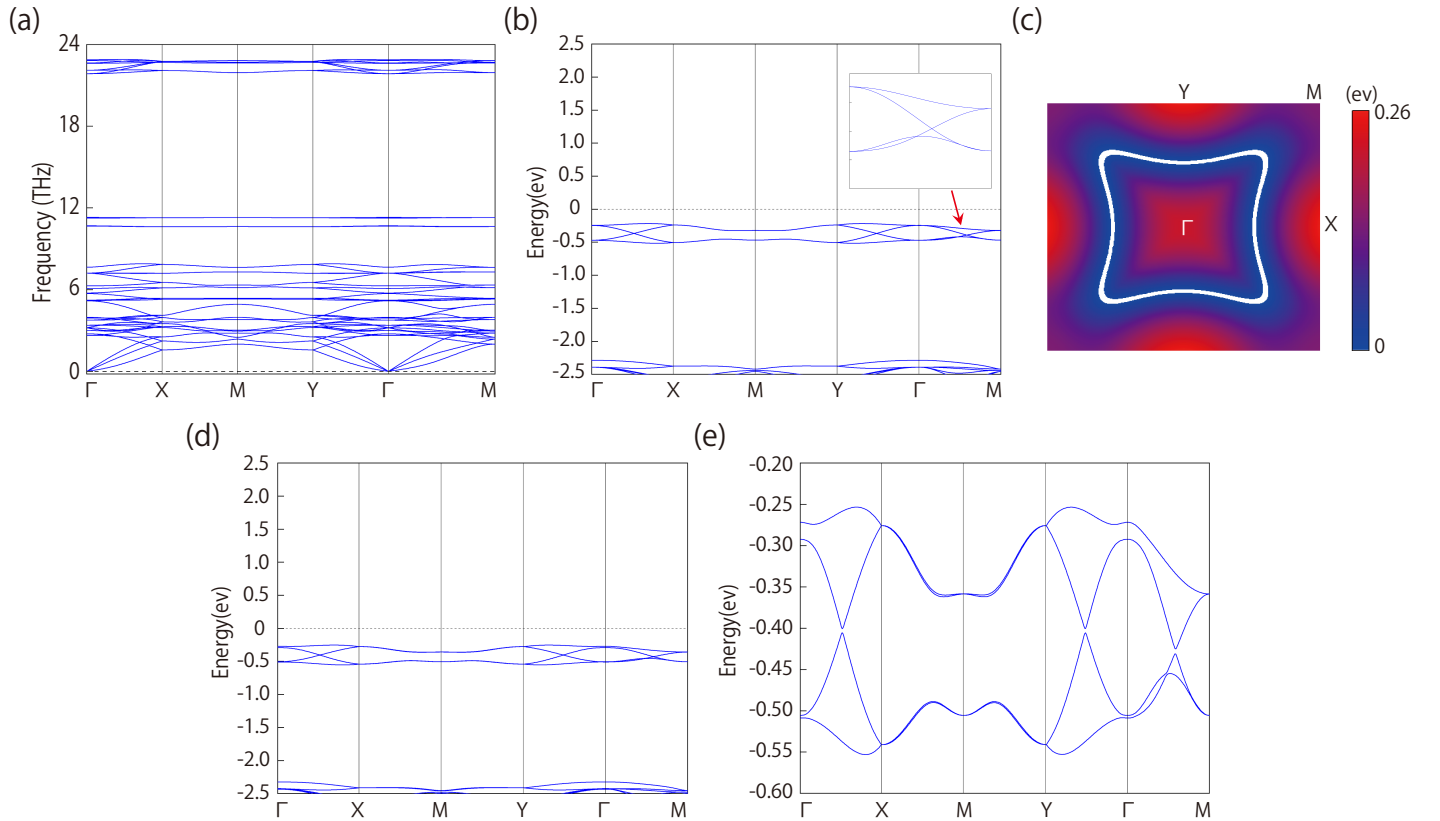 (a)
24
18
12
6
0
Frequency (THz)
Γ X M Y Γ M
(b)
2.5
2.0
1.5
1.0
0.5
0
-0.5
-1.0
-1.5
-2.0
-2.5
Energy(ev)
Γ X M Y Γ M
(c)
Y M
Γ X
(ev)
0.26
0
(d)
2.5
2.0
1.5
1.0
0.5
0
-0.5
-1.0
-1.5
-2.0
-2.5
Energy(ev)
Γ X M Y Γ M
(e)
-0.20
-0.25
-0.30
-0.35
-0.40
-0.45
-0.50
-0.55
-0.60
Energy(ev)
Γ X M Y Γ M